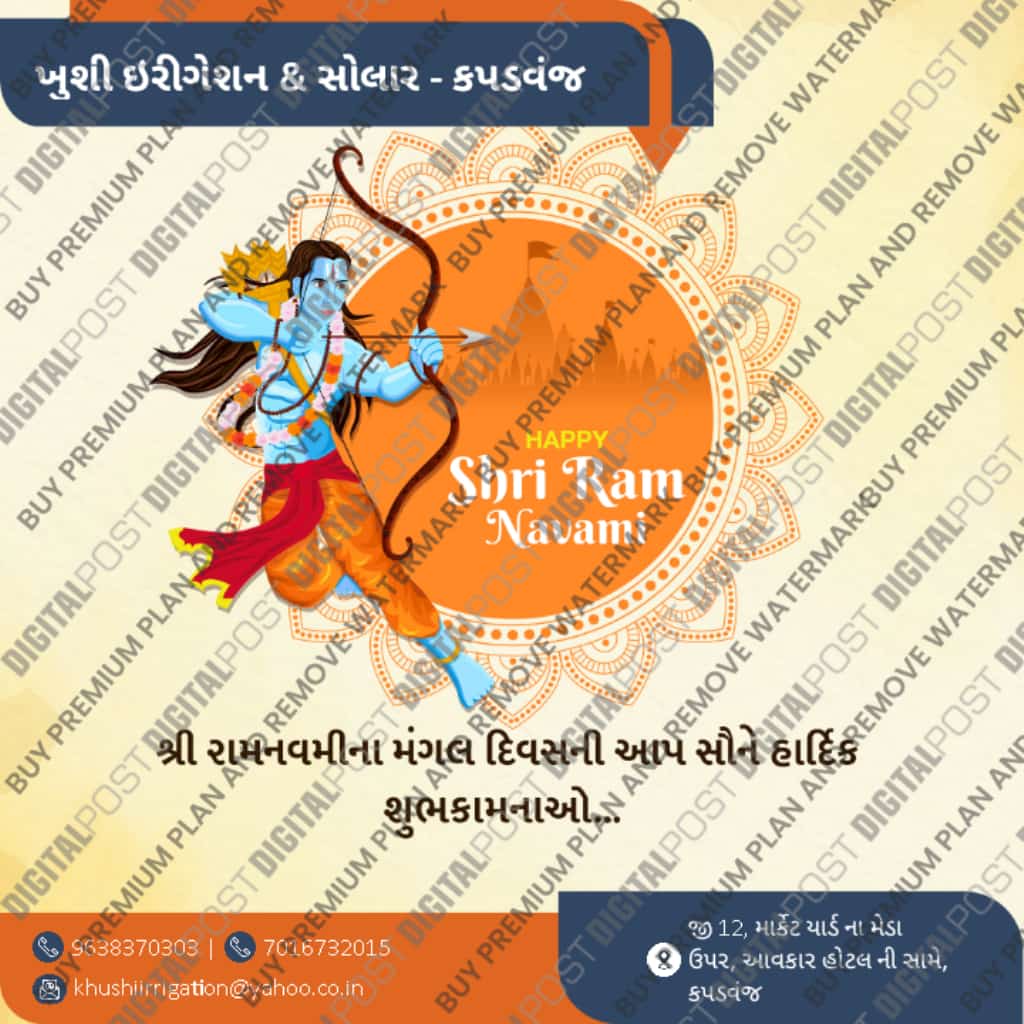 ખુશી ઇરીગેશન & સોલાર - કપડવંજ
HAPPY
Shri Ram
Navami
શ્રી રામનવમીના મંગલ દિવસની આપ સૌને હાર્દિક
શુભકામનાઓ...
9638370303 | 7016732015
khushiirrigation@yahoo.co.in
જી 12, માર્કેટ યાર્ડ ના મેડા
ઉપર, આવકાર હોટલ ની સામે,
કપડવંજ
DIGITALPOST
BUY PREMIUM PLAN AND REMOVE WATERMARK